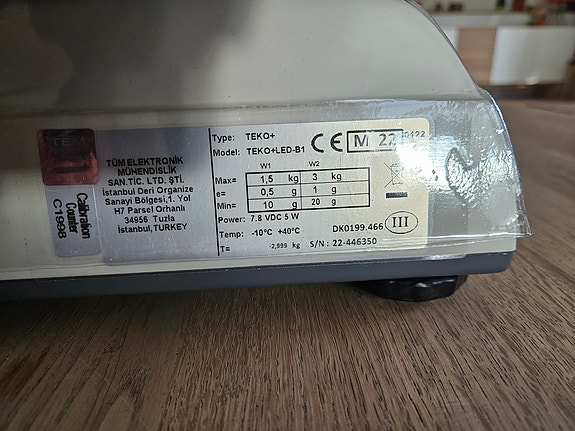 TÜM ELEKTRONİK
MÜHENDİSLİK
SAN.TİC. LTD. ŞTİ.
İstanbul Deri Organize
Sanayi Bölgesi,1. Yol
H7 Parsel Orhanlı
34956 Tuzla
İstanbul, TURKEY
Calibration
Counter
C1998
Type: TEKO+
Model: TEKO+LED-B1
CE M 22 0122
W1 W2
Max= 1,5 kg 3 kg
e= 0,5 g 1 g
Min= 10 g 20 g
Power: 7.8 VDC 5 W
Temp: -10°C +40°C DK0199.466 III
T= -2,999 kg S/N : 22-446350